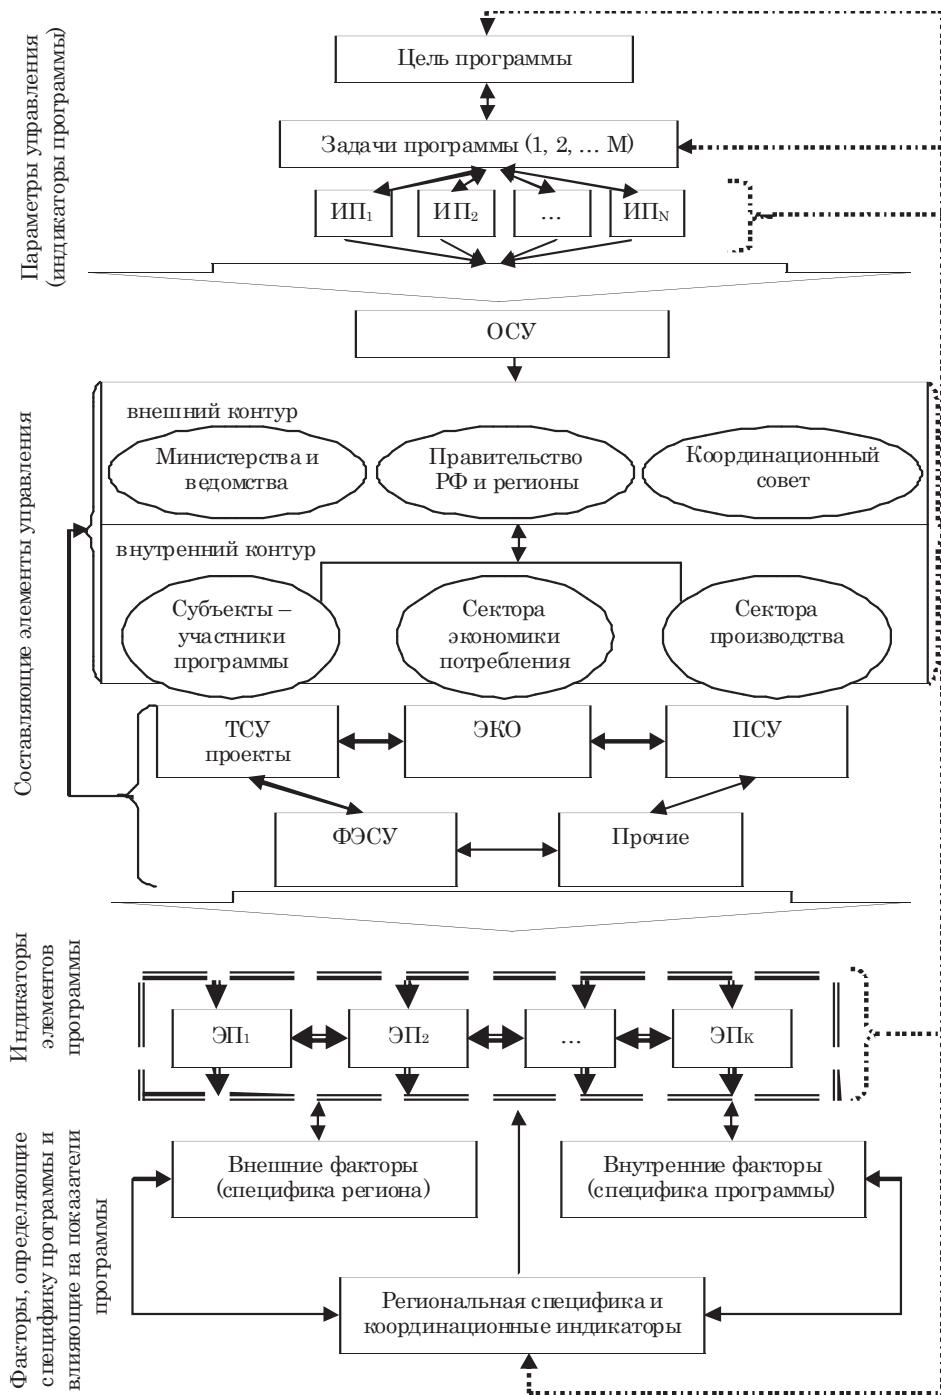 Параметры управления
(индикаторы программы)
Цель программы
Задачи программы (1, 2, ... М)
ИП1
ИП2
...
ИПN
ОСУ
Составляющие элементы управления
внешний контур
Министерства и
ведомства
Правительство
РФ и регионы
Координационный
совет
внутренний контур
Субъекты –
участники
программы
Сектора
экономики
потребления
Сектора
производства
ТСУ
проекты
ЭКО
ПСУ
ФЭСУ
Прочие
Индикаторы
элементов
программы
ЭП1
ЭП2
...
ЭПК
Факторы, определяющие
специфику программы и
влияющие на показатели
программы
Внешние факторы
(специфика региона)
Внутренние факторы
(специфика программы)
Региональная специфика и
координационные индикаторы